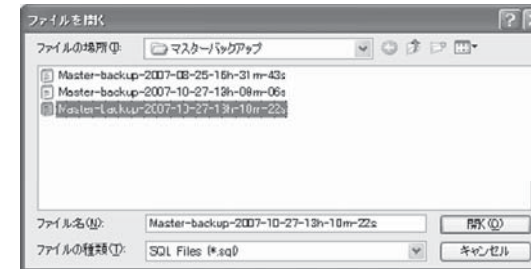 ファイルを開く
ファイルの場所(I): マスターバックアップ
Master-backup-2007-08-25-16h-31m-43s
Master-backup-2007-10-27-13h-08m-06s
Master-backup-2007-10-27-13h-10m-22s
ファイル名(N): Master-backup-2007-10-27-13h-10m-22s 開く(O)
ファイルの種類(T): SQL Files (*.sql) キャンセル